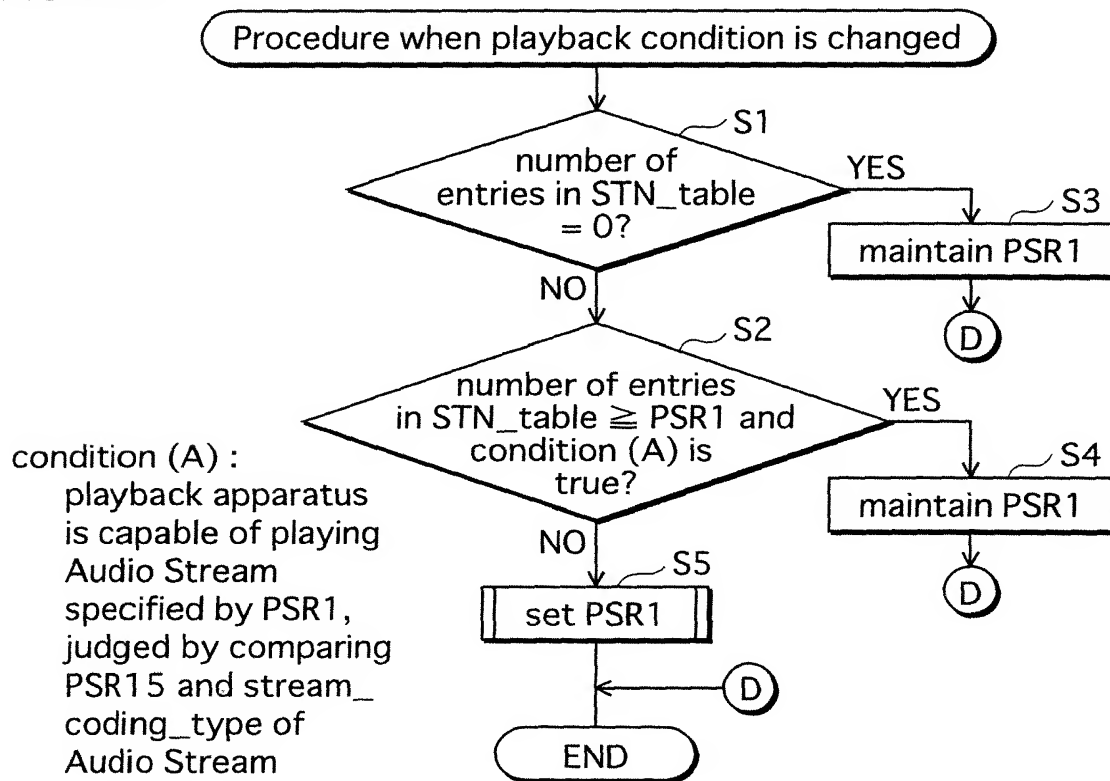 Procedure when playback condition is changed
S1
number of
entries in STN_table
= 0?
YES
S3
maintain PSR1
NO
D
S2
number of entries
in STN_table ≧ PSR1 and
condition (A) is
true?
YES
S4
maintain PSR1
NO
D
S5
set PSR1
D
END
condition (A) :
playback apparatus
is capable of playing
Audio Stream
specified by PSR1,
judged by comparing
PSR15 and stream_
coding_type of
Audio Stream